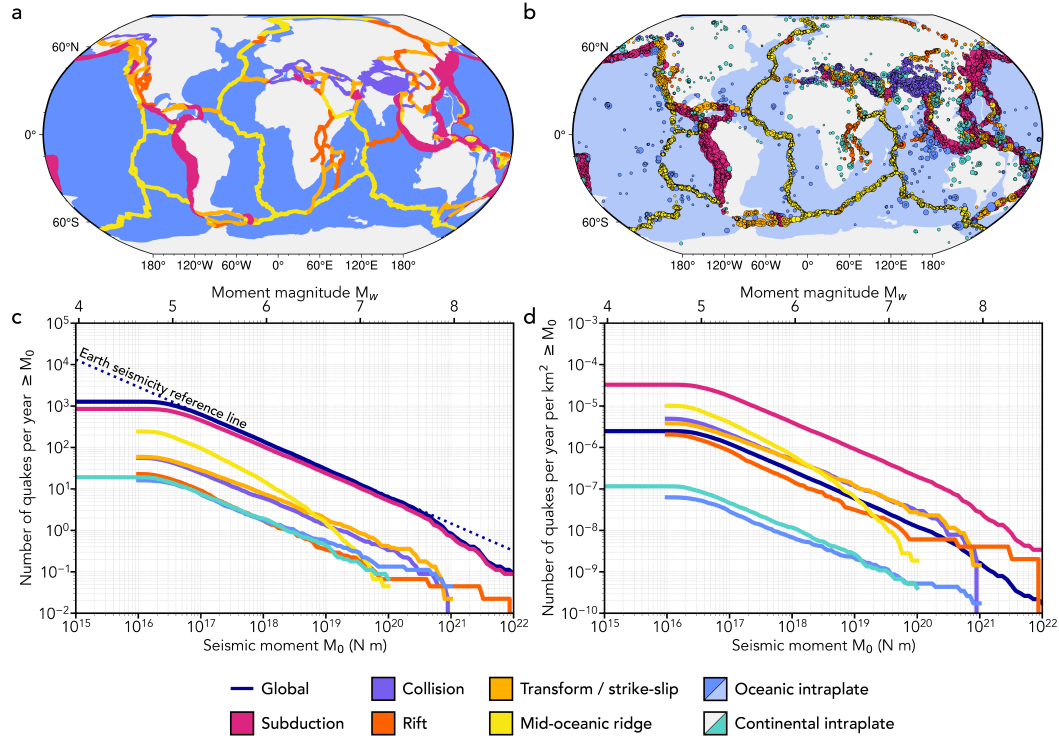 a
b
60°N
0°
60°S
180° 120°W 60°W 0° 60°E 120°E 180°
60°N
0°
60°S
180° 120°W 60°W 0° 60°E 120°E 180°
c
Moment magnitude Mw
4 5 6 7 8
Number of quakes per year ≥ M0
10^5
10^4
10^3
10^2
10^1
10^0
10^−1
10^−2
Earth seismicity reference line
10^15 10^16 10^17 10^18 10^19 10^20 10^21 10^22
Seismic moment M0 (N m)
d
Moment magnitude Mw
4 5 6 7 8
Number of quakes per year per km^2 ≥ M0
10^−3
10^−4
10^−5
10^−6
10^−7
10^−8
10^−9
10^−10
10^15 10^16 10^17 10^18 10^19 10^20 10^21 10^22
Seismic moment M0 (N m)
Global
Collision
Transform / strike-slip
Oceanic intraplate
Subduction
Rift
Mid-oceanic ridge
Continental intraplate